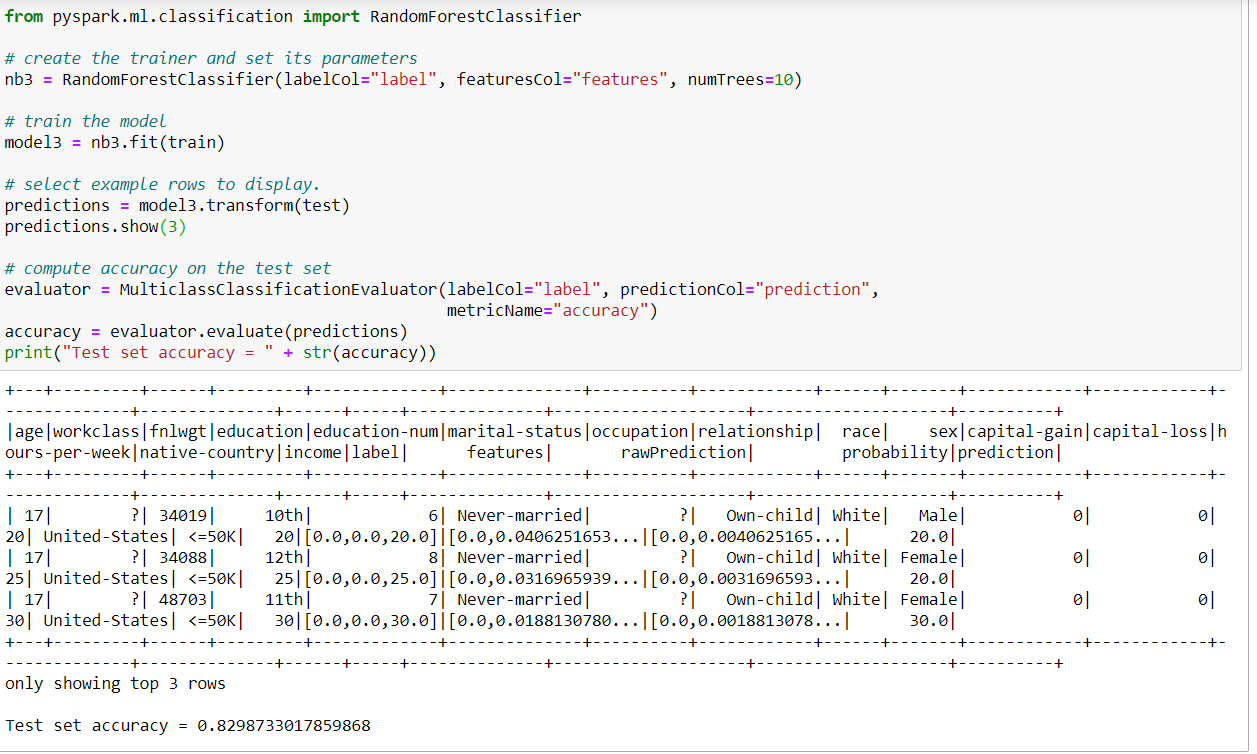 from pyspark.ml.classification import RandomForestClassifier
# create the trainer and set its parameters
nb3 = RandomForestClassifier(labelCol="label", featuresCol="features", numTrees=10)
# train the model
model3 = nb3.fit(train)
# select example rows to display.
predictions = model3.transform(test)
predictions.show(3)
# compute accuracy on the test set
evaluator = MulticlassClassificationEvaluator(labelCol="label", predictionCol="prediction",
metricName="accuracy")
accuracy = evaluator.evaluate(predictions)
print("Test set accuracy = " + str(accuracy))
+---+---------+------+---------+-------------+--------------+----------+------------+------+-------+------------+------------+-
-------------+--------------+------+-----+--------------+--------------------+--------------------+----------+
|age|workclass|fnlwgt|education|education-num|marital-status|occupation|relationship|  race|    sex|capital-gain|capital-loss|h
ours-per-week|native-country|income|label|      features|       rawPrediction|         probability|prediction|
+---+---------+------+---------+-------------+--------------+----------+------------+------+-------+------------+------------+-
-------------+--------------+------+-----+--------------+--------------------+--------------------+----------+
| 17|        ?| 34019|     10th|            6| Never-married|         ?|   Own-child| White|   Male|           0|           0|
20| United-States| <=50K|   20|[0.0,0.0,20.0]|[0.0,0.0406251653...|[0.0,0.0040625165...|      20.0|
| 17|        ?| 34088|     12th|            8| Never-married|         ?|   Own-child| White| Female|           0|           0|
25| United-States| <=50K|   25|[0.0,0.0,25.0]|[0.0,0.0316965939...|[0.0,0.0031696593...|      20.0|
| 17|        ?| 48703|     11th|            7| Never-married|         ?|   Own-child| White| Female|           0|           0|
30| United-States| <=50K|   30|[0.0,0.0,30.0]|[0.0,0.0188130780...|[0.0,0.0018813078...|      30.0|
+---+---------+------+---------+-------------+--------------+----------+------------+------+-------+------------+------------+-
-------------+--------------+------+-----+--------------+--------------------+--------------------+----------+
only showing top 3 rows
Test set accuracy = 0.8298733017859868